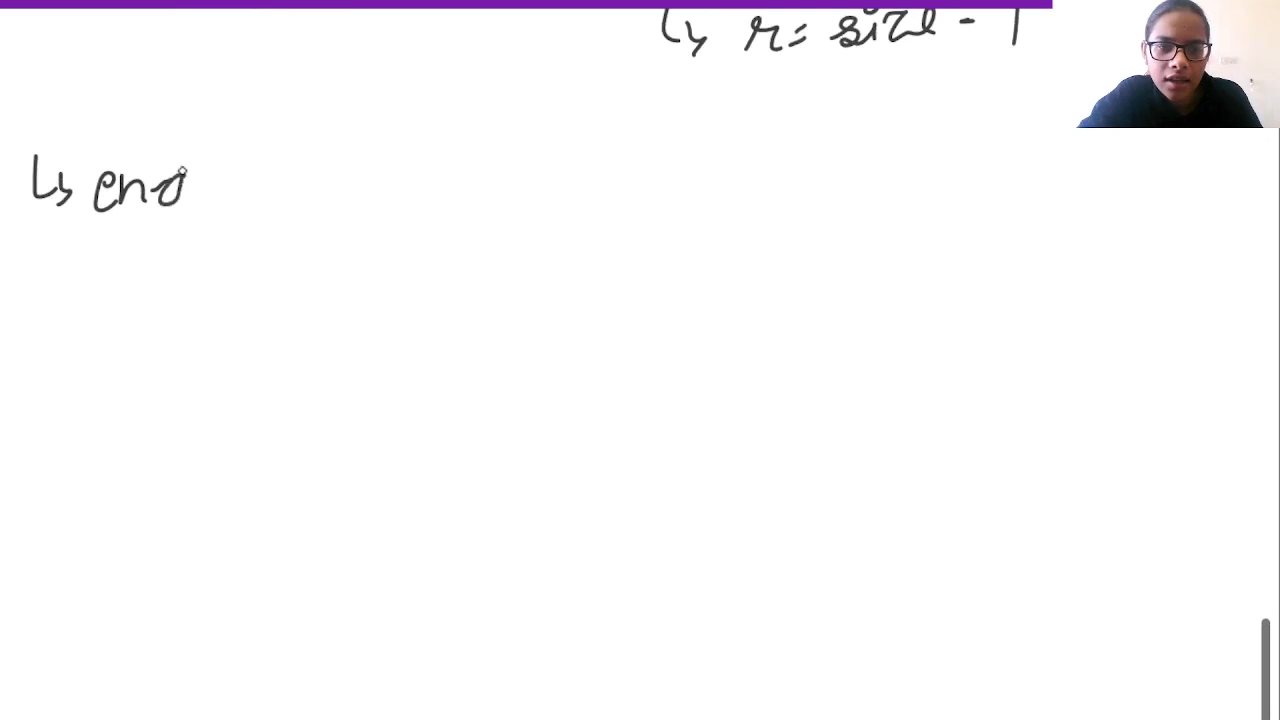 ↳ r = size - 1
↳ end